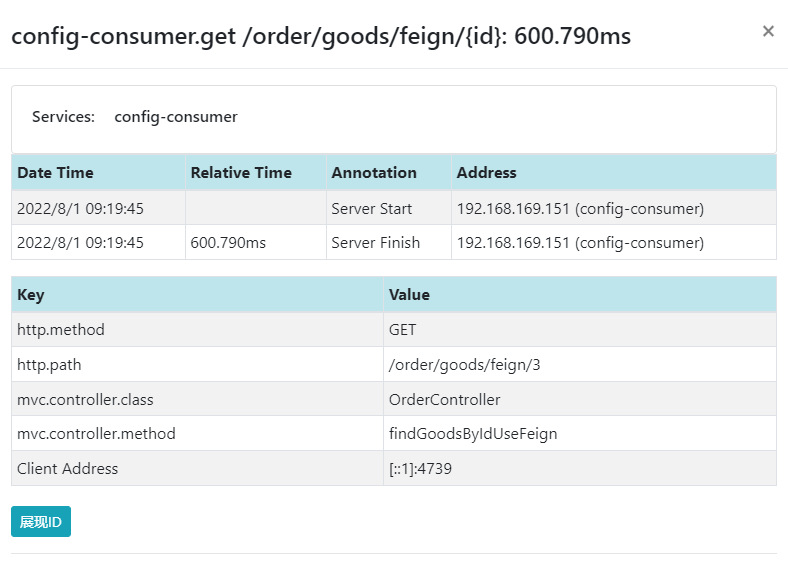 config-consumer.get /order/goods/feign/{id}: 600.790ms ×
Services: config-consumer
Date Time Relative Time Annotation Address
2022/8/1 09:19:45 Server Start 192.168.169.151 (config-consumer)
2022/8/1 09:19:45 600.790ms Server Finish 192.168.169.151 (config-consumer)
Key Value
http.method GET
http.path /order/goods/feign/3
mvc.controller.class OrderController
mvc.controller.method findGoodsByIdUseFeign
Client Address [::1]:4739
展现ID